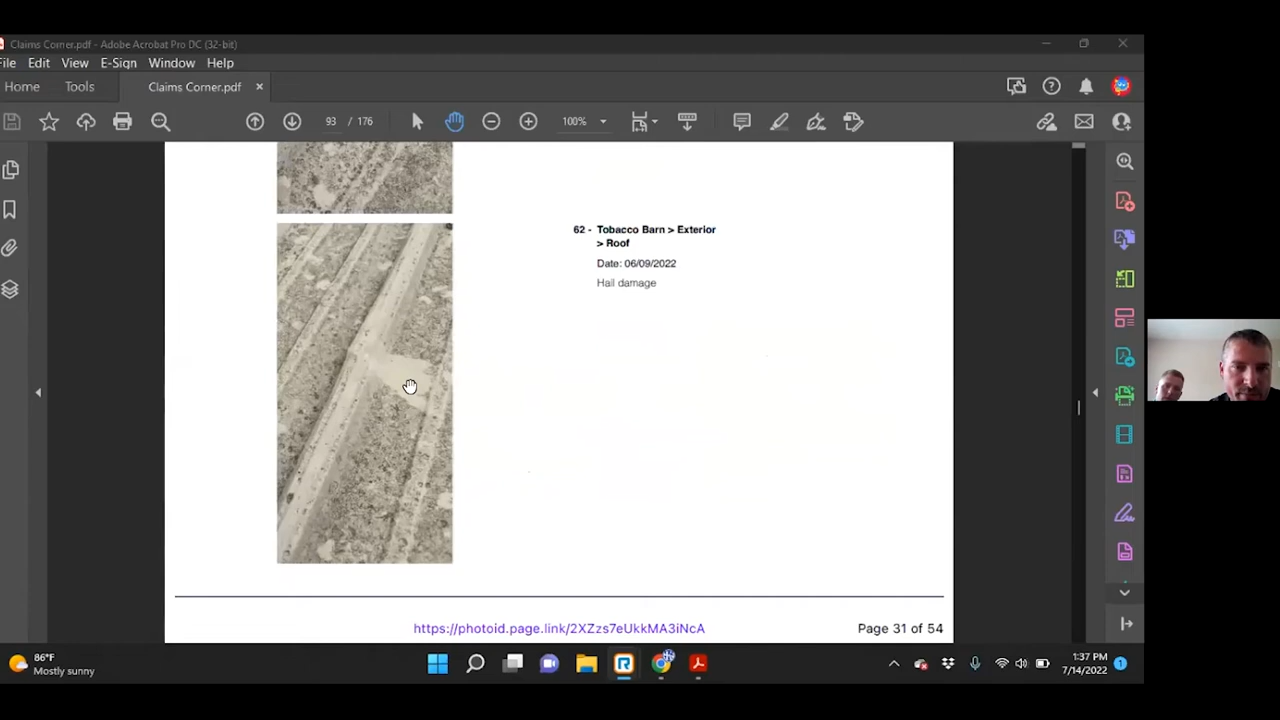 Claims Corner.pdf - Adobe Acrobat Pro DC (32-bit)
File Edit View E-Sign Window Help
Home Tools Claims Corner.pdf ×
93 / 176 100%
62 - Tobacco Barn > Exterior
> Roof
Date: 06/09/2022
Hail damage
https://photoid.page.link/2XZzs7eUkkMA3iNcA Page 31 of 54
86°F
Mostly sunny
1:37 PM
7/14/2022 1